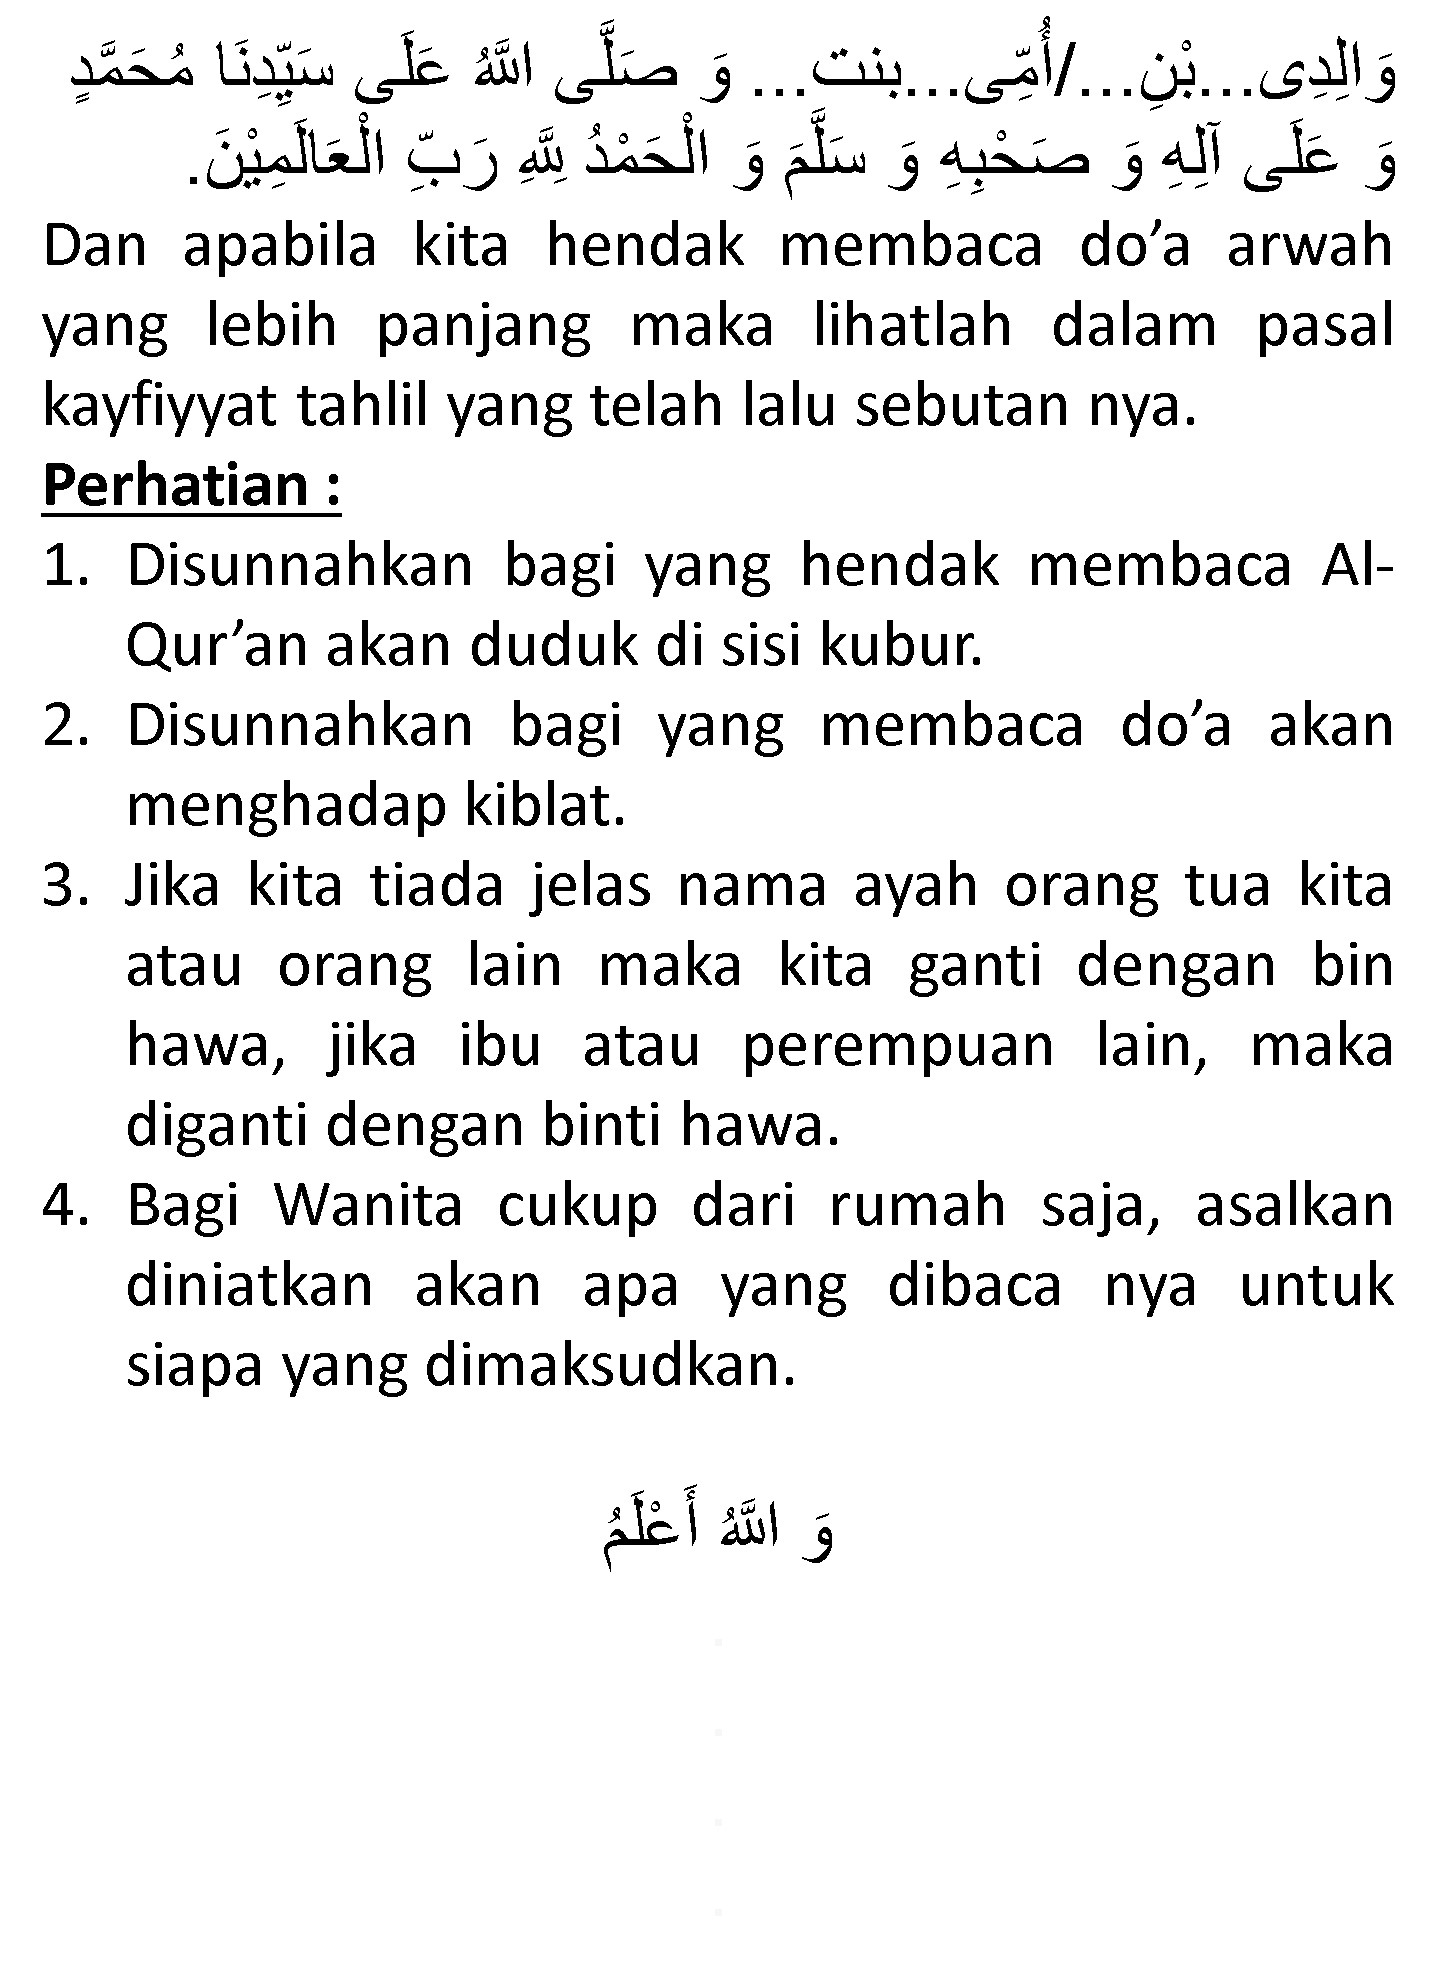 وَالِدِى...بْنِ.../أُمِّى...بنت... وَ صَلَّى اللَّهُ عَلَى سَيِّدِنَا مُحَمَّدٍ
وَ عَلَى آلِهِ وَ صَحْبِهِ وَ سَلَّمَ وَ الْحَمْدُ لِلَّهِ رَبِّ الْعَالَمِيْنَ.
Dan apabila kita hendak membaca do’a arwah
yang lebih panjang maka lihatlah dalam pasal
kayfiyyat tahlil yang telah lalu sebutan nya.
Perhatian :
1. Disunnahkan bagi yang hendak membaca Al-
Qur’an akan duduk di sisi kubur.
2. Disunnahkan bagi yang membaca do’a akan
menghadap kiblat.
3. Jika kita tiada jelas nama ayah orang tua kita
atau orang lain maka kita ganti dengan bin
hawa, jika ibu atau perempuan lain, maka
diganti dengan binti hawa.
4. Bagi Wanita cukup dari rumah saja, asalkan
diniatkan akan apa yang dibaca nya untuk
siapa yang dimaksudkan.
وَ اللَّهُ أَعْلَمُ